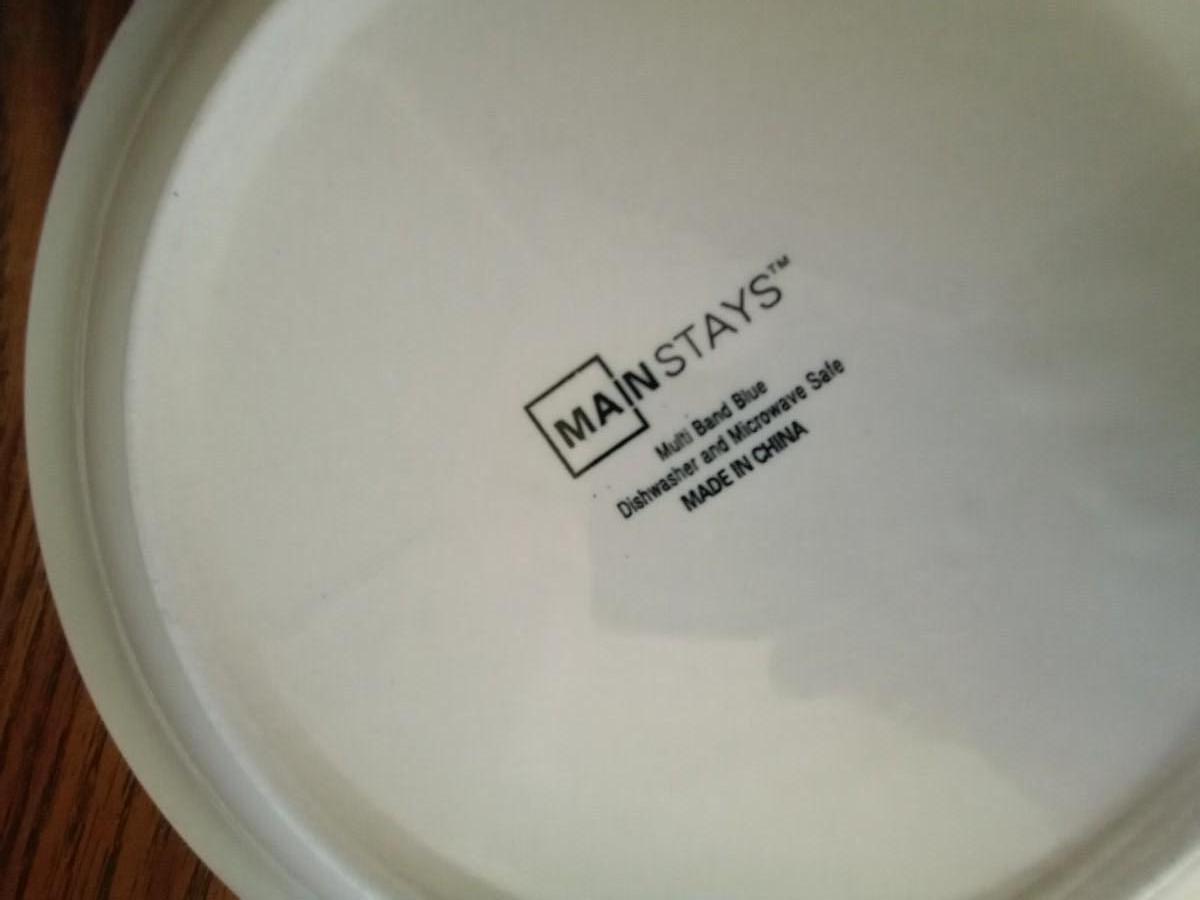 MAINSTAYS™
Multi Band Blue
Dishwasher and Microwave Safe
MADE IN CHINA